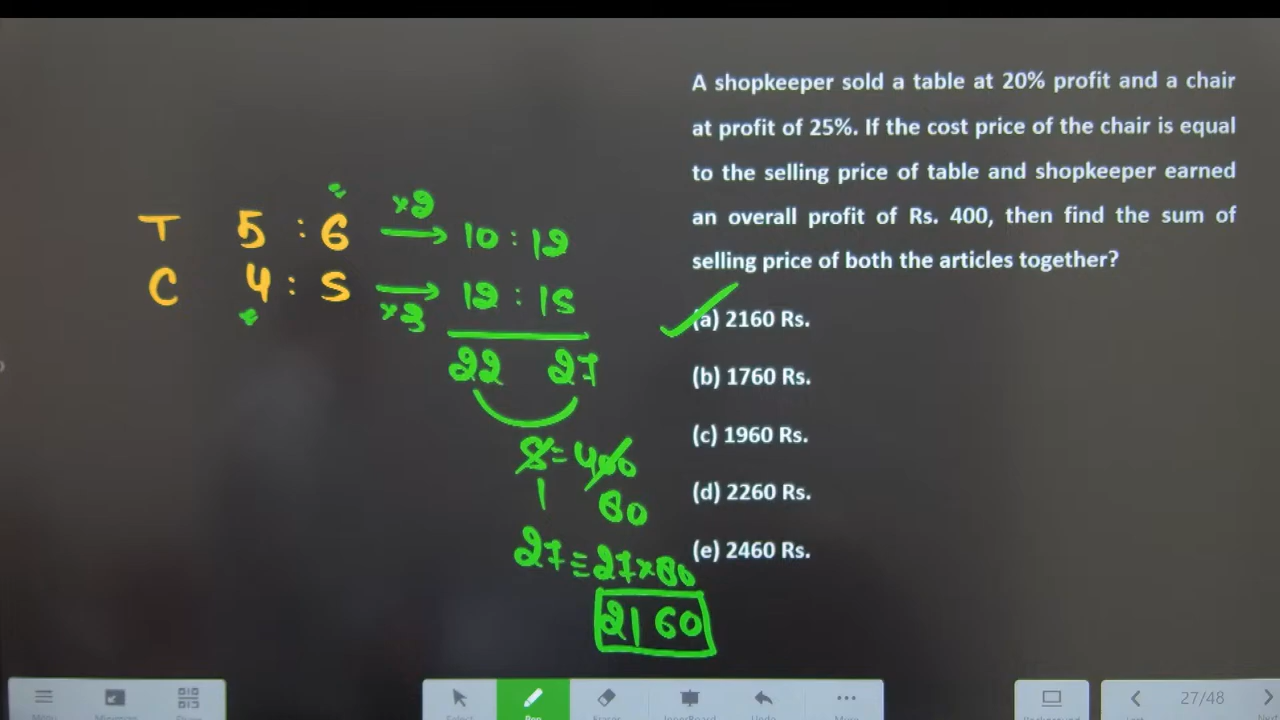 A shopkeeper sold a table at 20% profit and a chair
at profit of 25%. If the cost price of the chair is equal
to the selling price of table and shopkeeper earned
an overall profit of Rs. 400, then find the sum of
selling price of both the articles together?
(a) 2160 Rs.
(b) 1760 Rs.
(c) 1960 Rs.
(d) 2260 Rs.
(e) 2460 Rs.
T 5 : 6 ×2 10 : 12
C 4 : 5 ×3 12 : 15
22 27
5 = 400
1 80
27 = 27×80
2160
27/48